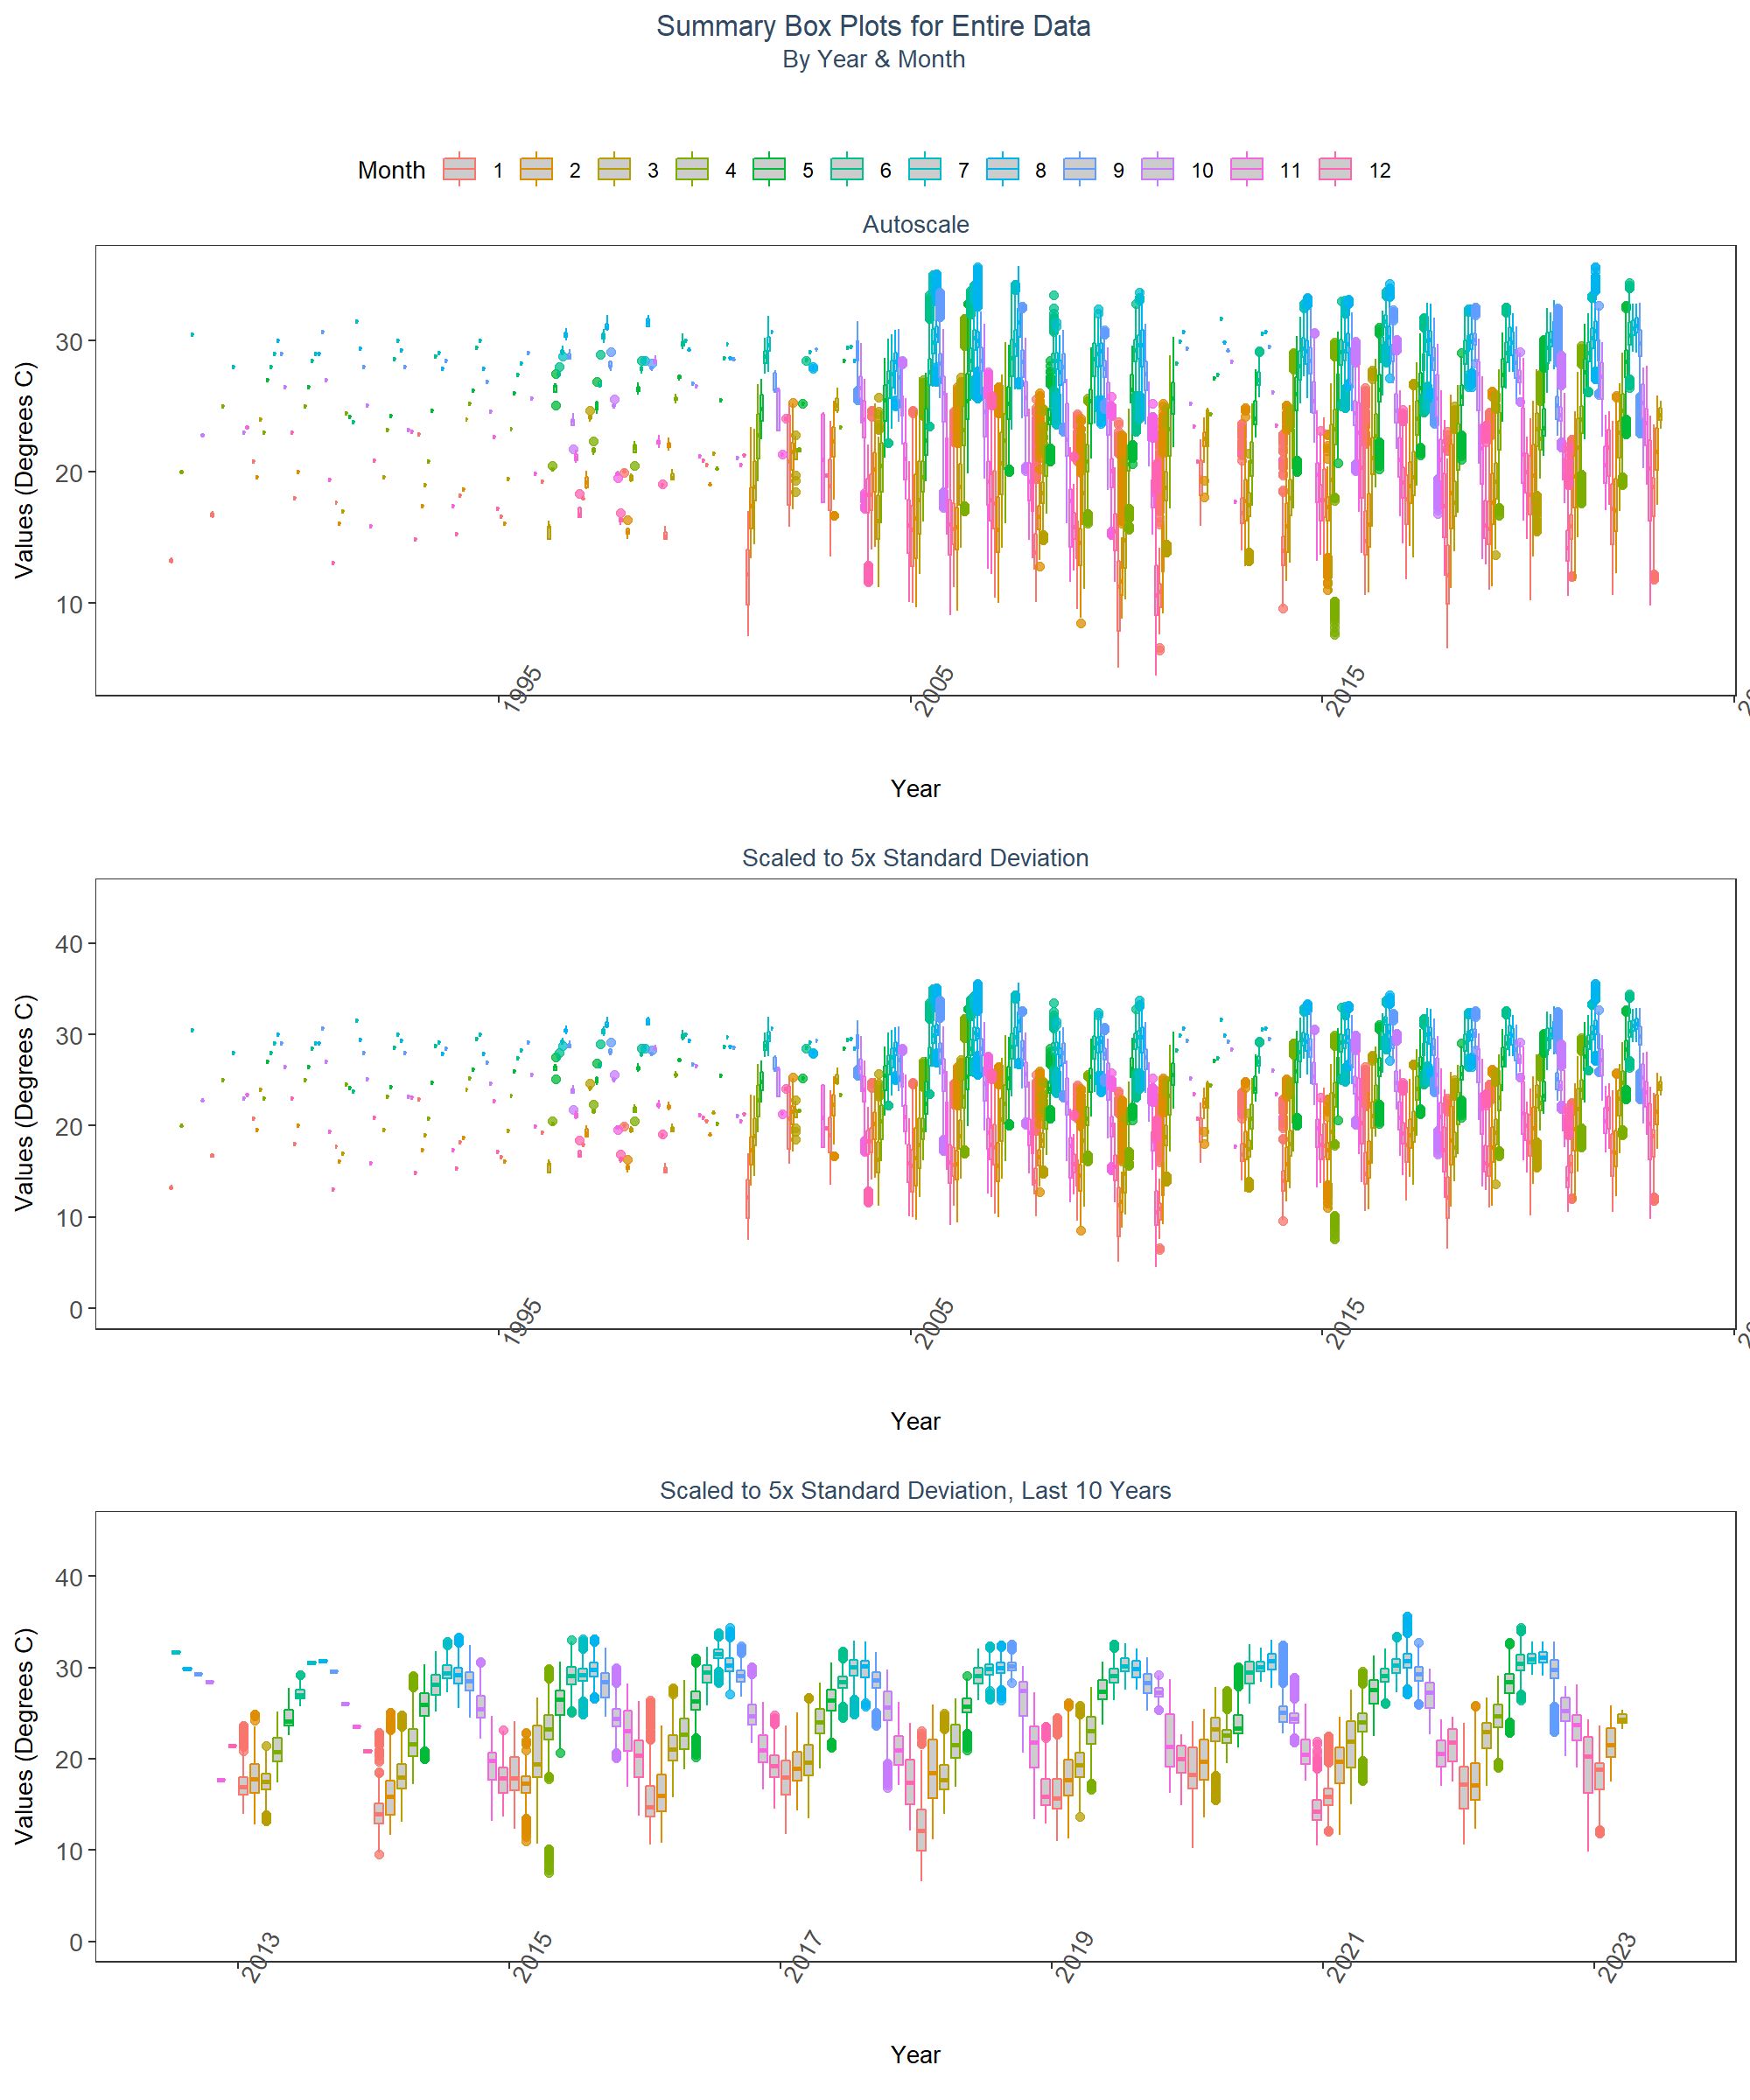 Summary Box Plots for Entire Data
By Year & Month
Month 1 2 3 4 5 6 7 8 9 10 11 12
Autoscale
Values (Degrees C)
30
20
10
1995 2005 2015
Year
Scaled to 5x Standard Deviation
Values (Degrees C)
40
30
20
10
0
1995 2005 2015
Year
Scaled to 5x Standard Deviation, Last 10 Years
Values (Degrees C)
40
30
20
10
0
2013 2015 2017 2019 2021 2023
Year